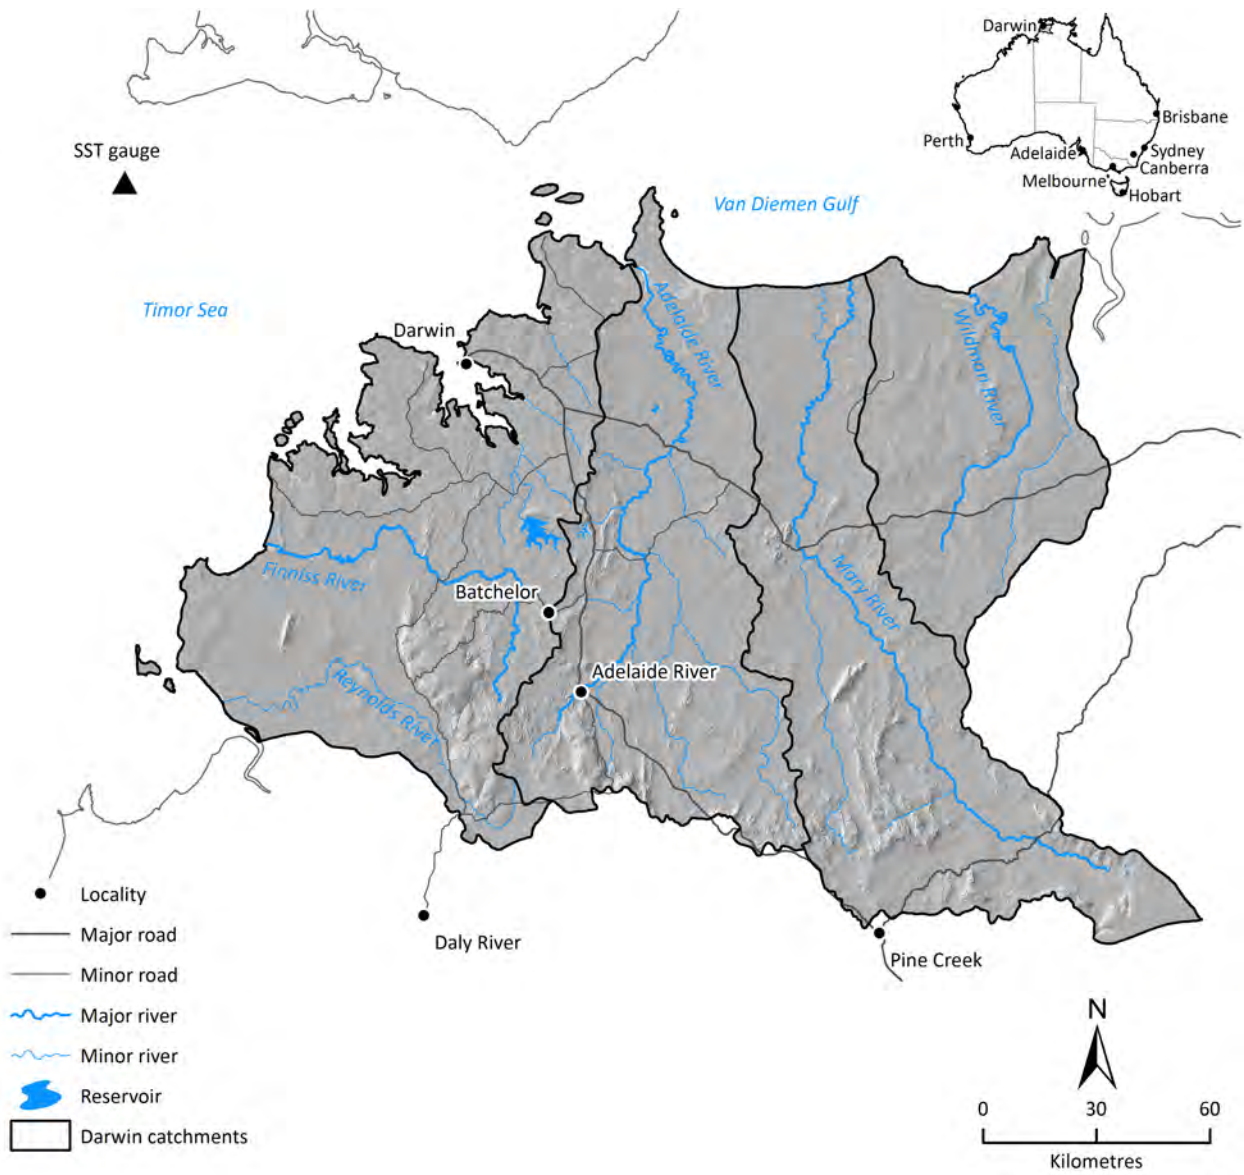 Darwin
Brisbane
Perth
Adelaide
Sydney
Canberra
Melbourne
Hobart
SST gauge
Van Diemen Gulf
Timor Sea
Darwin
Adelaide River
Wildman River
Finniss River
Batchelor
Mary River
Adelaide River
Reynolds River
Daly River
Pine Creek
Locality
Major road
Minor road
Major river
Minor river
Reservoir
Darwin catchments
N
0 30 60
Kilometres